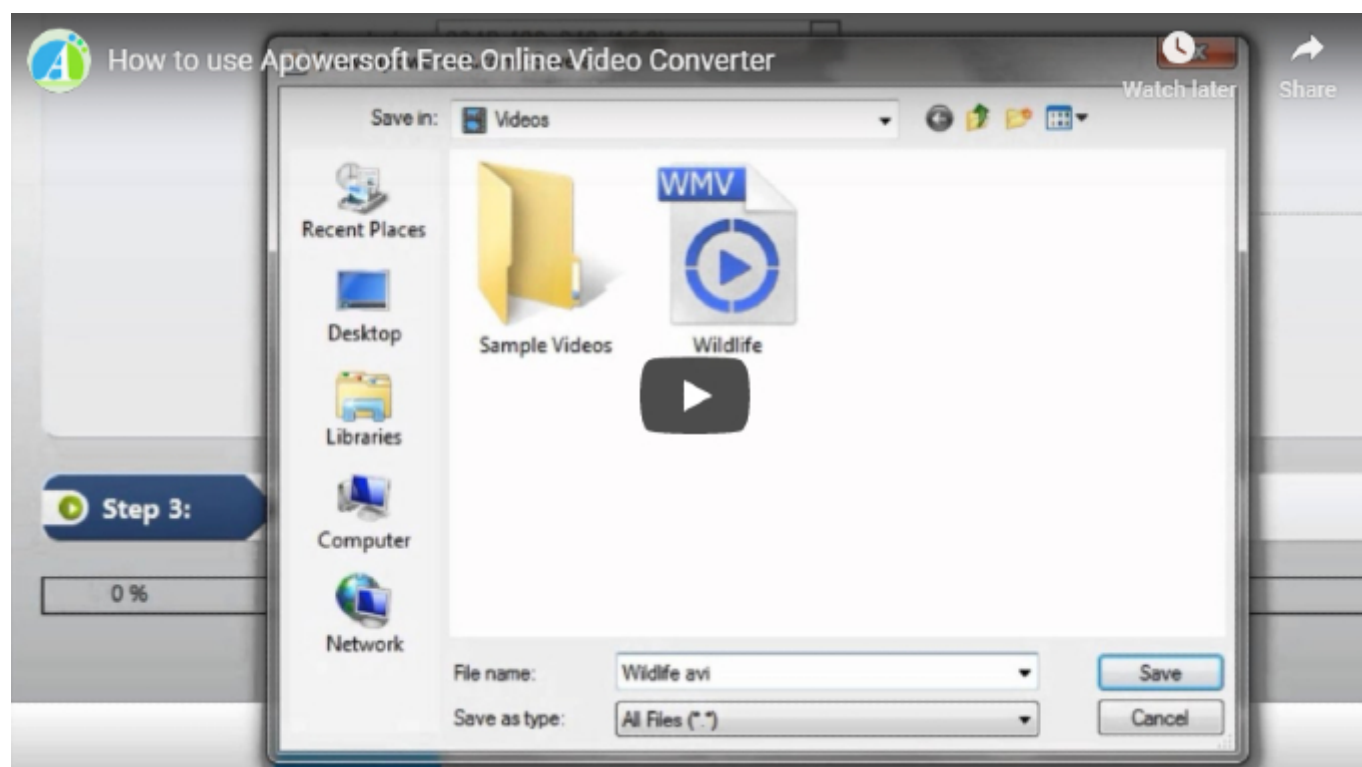 How to use Apowersoft Free Online Video Converter
Watch later
Share
Save in:
Videos
Recent Places
Desktop
Libraries
Computer
Network
WMV
Sample Videos
Wildlife
Step 3:
0 %
File name:
Wildlife avi
Save
Save as type:
All Files (*.*)
Cancel